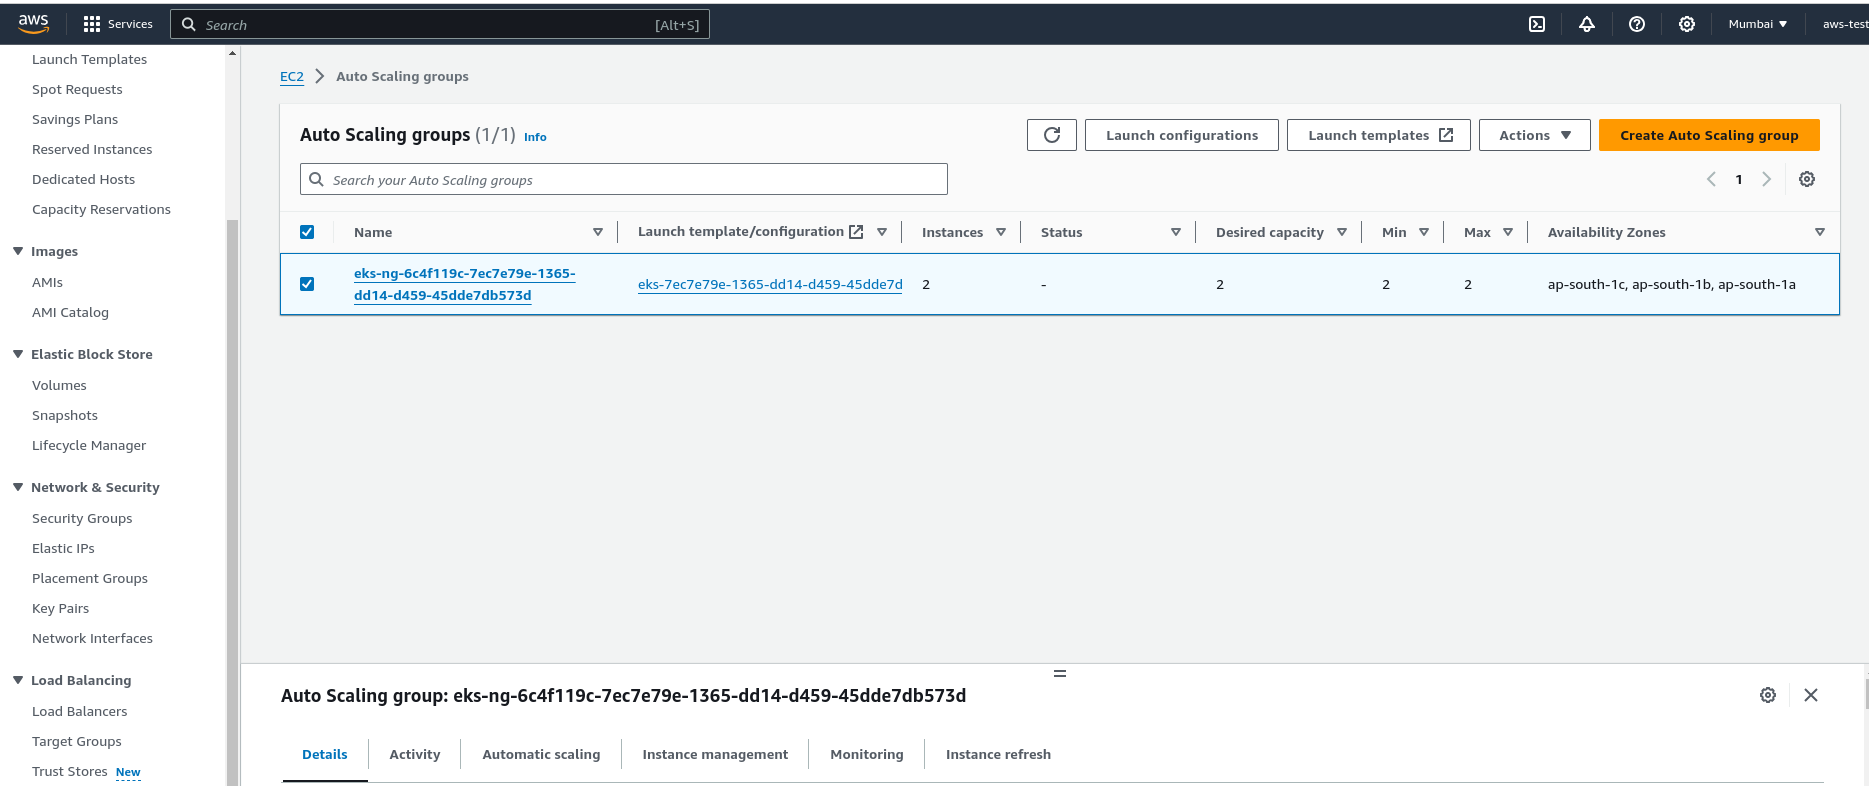 aws
Services
Search
[Alt+S]
Mumbai
aws-test
Launch Templates
Spot Requests
Savings Plans
Reserved Instances
Dedicated Hosts
Capacity Reservations
Images
AMIs
AMI Catalog
Elastic Block Store
Volumes
Snapshots
Lifecycle Manager
Network & Security
Security Groups
Elastic IPs
Placement Groups
Key Pairs
Network Interfaces
Load Balancing
Load Balancers
Target Groups
Trust Stores New
EC2 Auto Scaling groups
Auto Scaling groups (1/1) Info
Launch configurations
Launch templates
Actions
Create Auto Scaling group
Search your Auto Scaling groups
1
Name Launch template/configuration Instances Status Desired capacity Min Max Availability Zones
eks-ng-6c4f119c-7ec7e79e-1365-
dd14-d459-45dde7db573d
eks-7ec7e79e-1365-dd14-d459-45dde7d 2 - 2 2 2 ap-south-1c, ap-south-1b, ap-south-1a
Auto Scaling group: eks-ng-6c4f119c-7ec7e79e-1365-dd14-d459-45dde7db573d
Details Activity Automatic scaling Instance management Monitoring Instance refresh